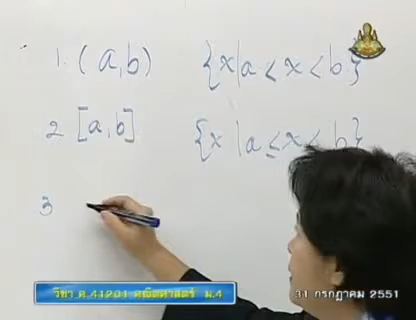 1. (a,b) {x|a < x < b}
2 [a,b] {x |a ≤ x < b}
3
วิชา ค.41201 คณิตศาสตร์ ม.4
31 กรกฎาคม 2551